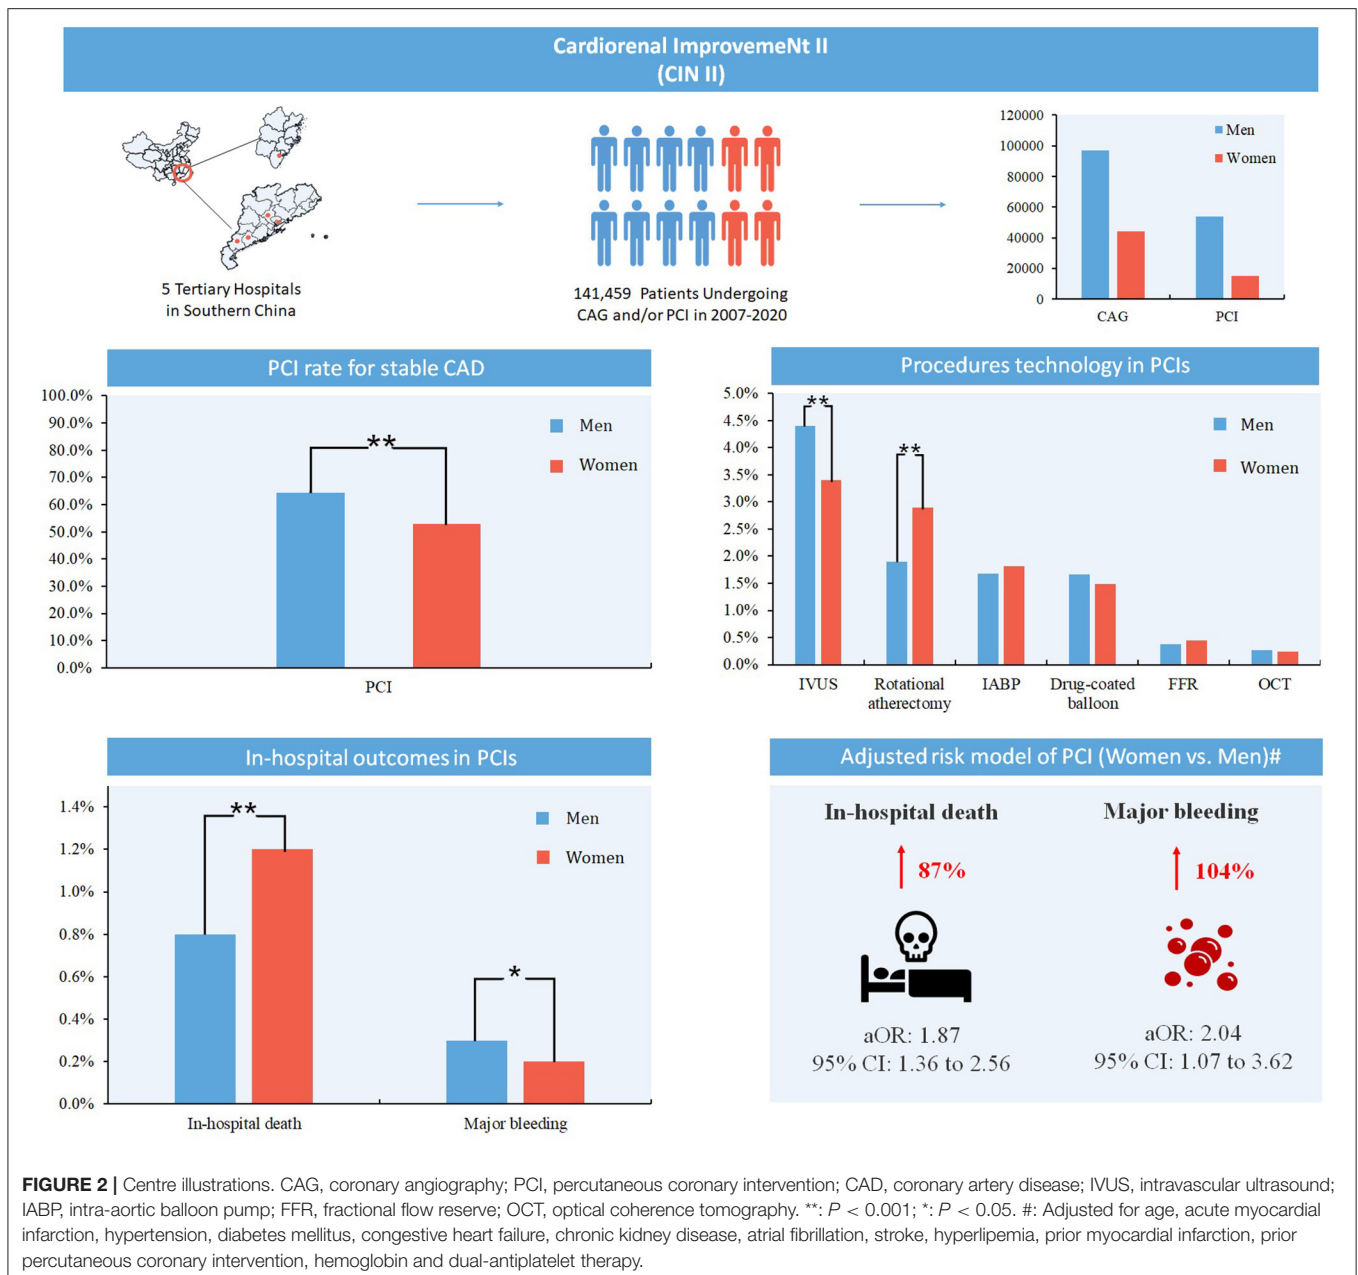 Cardiorenal ImprovemeNt II
(CIN II)
5 Tertiary Hospitals
in Southern China
141,459 Patients Undergoing
CAG and/or PCI in 2007-2020
120000
100000
80000
60000
40000
20000
0
Men
Women
CAG
PCI
PCI rate for stable CAD
100.0%
90.0%
80.0%
70.0%
60.0%
50.0%
40.0%
30.0%
20.0%
10.0%
0.0%
**
Men
Women
PCI
Procedures technology in PCIs
5.0%
4.5%
4.0%
3.5%
3.0%
2.5%
2.0%
1.5%
1.0%
0.5%
0.0%
**
**
Men
Women
IVUS
Rotational
atherectomy
IABP
Drug-coated
balloon
FFR
OCT
In-hospital outcomes in PCIs
1.4%
1.2%
1.0%
0.8%
0.6%
0.4%
0.2%
0.0%
**
*
Men
Women
In-hospital death
Major bleeding
Adjusted risk model of PCI (Women vs. Men)#
In-hospital death
87%
aOR: 1.87
95% CI: 1.36 to 2.56
Major bleeding
104%
aOR: 2.04
95% CI: 1.07 to 3.62
FIGURE 2 | Centre illustrations. CAG, coronary angiography; PCI, percutaneous coronary intervention; CAD, coronary artery disease; IVUS, intravascular ultrasound;
IABP, intra-aortic balloon pump; FFR, fractional flow reserve; OCT, optical coherence tomography. **: P < 0.001; *: P < 0.05. #: Adjusted for age, acute myocardial
infarction, hypertension, diabetes mellitus, congestive heart failure, chronic kidney disease, atrial fibrillation, stroke, hyperlipemia, prior myocardial infarction, prior
percutaneous coronary intervention, hemoglobin and dual-antiplatelet therapy.